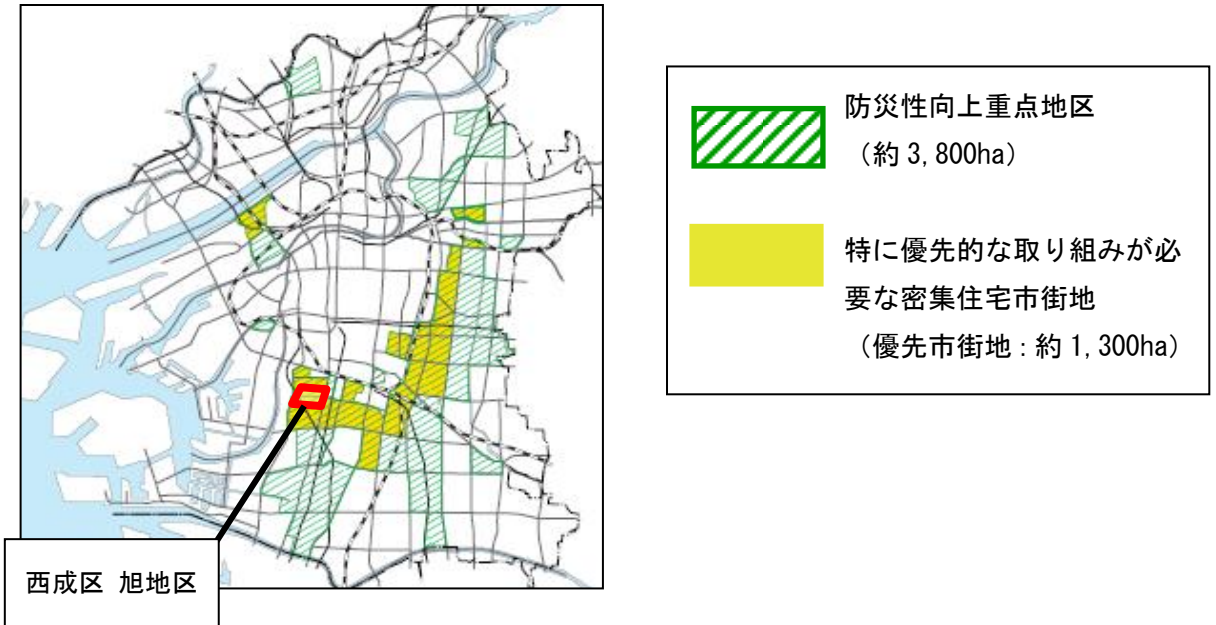 防災性向上重点地区
（約 3,800ha）
特に優先的な取り組みが必
要な密集住宅市街地
（優先市街地：約 1,300ha）
西成区 旭地区